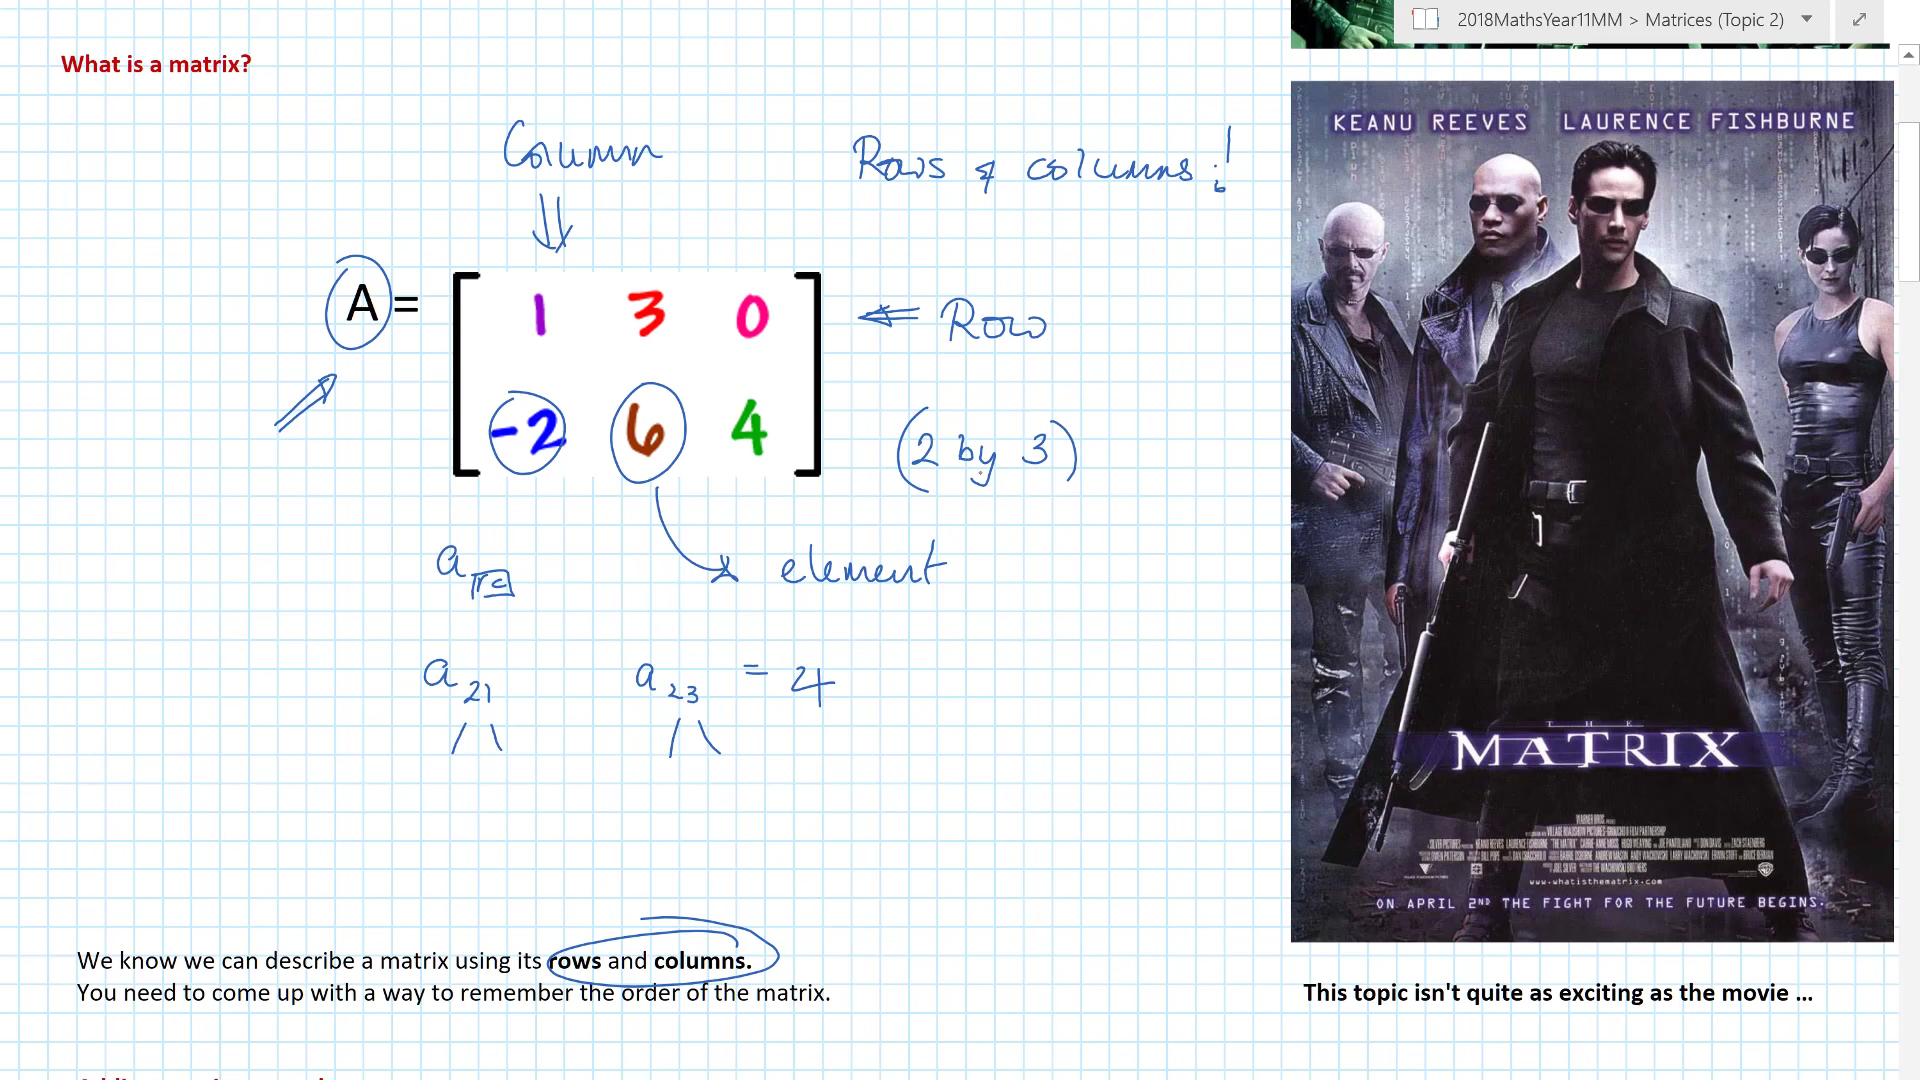 2018MathsYear11MM > Matrices (Topic 2)
What is a matrix?
Column
Rows & columns!
A =
1 3 0
Row
-2 6 4
(2 by 3)
a rc
element
a 21
a 23 = 4
We know we can describe a matrix using its rows and columns.
You need to come up with a way to remember the order of the matrix.
KEANU REEVES LAURENCE FISHBURNE
THE
MATRIX
www.whatisthematrix.com
ON APRIL 2ND THE FIGHT FOR THE FUTURE BEGINS.
This topic isn't quite as exciting as the movie ...